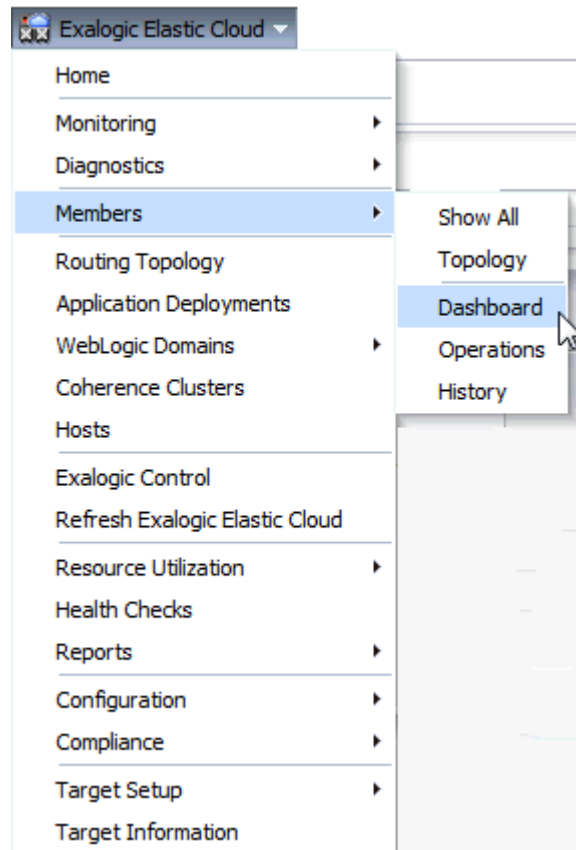 Exalogic Elastic Cloud
Home
Monitoring
Diagnostics
Members
Routing Topology
Application Deployments
WebLogic Domains
Coherence Clusters
Hosts
Exalogic Control
Refresh Exalogic Elastic Cloud
Resource Utilization
Health Checks
Reports
Configuration
Compliance
Target Setup
Target Information
Show All
Topology
Dashboard
Operations
History